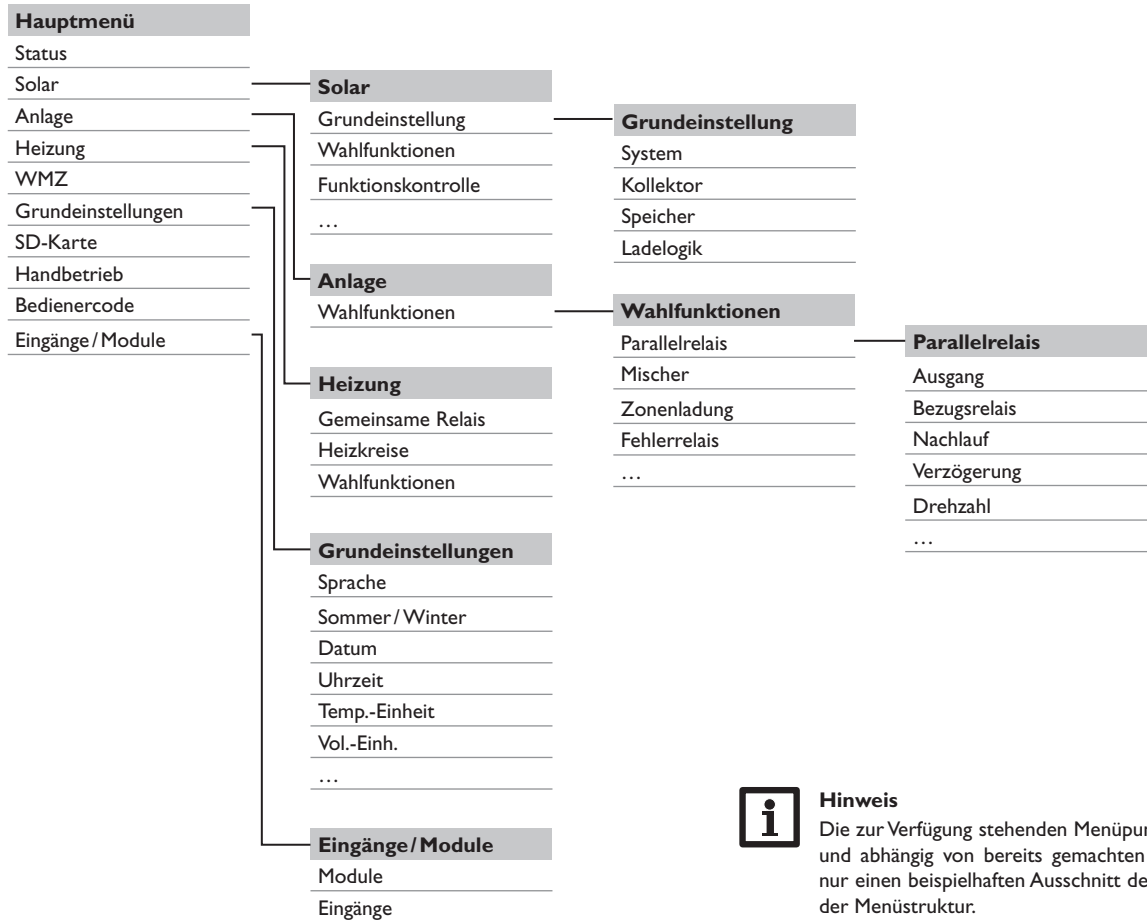 Hauptmenü
Status
Solar
Anlage
Heizung
WMZ
Grundeinstellungen
SD-Karte
Handbetrieb
Bedienercode
Eingänge / Module
Solar
Grundeinstellung
Wahlfunktionen
Funktionskontrolle
…
Anlage
Wahlfunktionen
Heizung
Gemeinsame Relais
Heizkreise
Wahlfunktionen
Grundeinstellungen
Sprache
Sommer / Winter
Datum
Uhrzeit
Temp.-Einheit
Vol.-Einh.
…
Eingänge / Module
Module
Eingänge
Grundeinstellung
System
Kollektor
Speicher
Ladelogik
Wahlfunktionen
Parallelrelais
Mischer
Zonenladung
Fehlerrelais
…
Parallelrelais
Ausgang
Bezugsrelais
Nachlauf
Verzögerung
Drehzahl
…
i
Hinweis
Die zur Verfügung stehenden
und abhängig von bereits gemachten
nur einen beispielhaften Ausschnitt
der Menüstruktur.